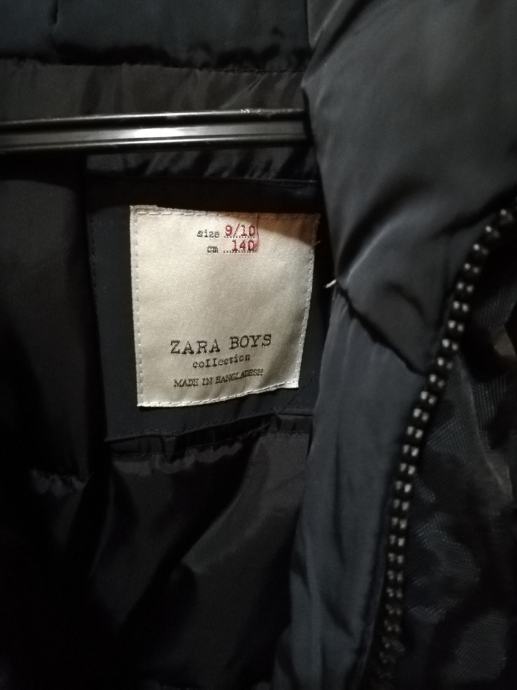 size 9/10
cm 140
ZARA BOYS
collection
MADE IN BANGLADESH